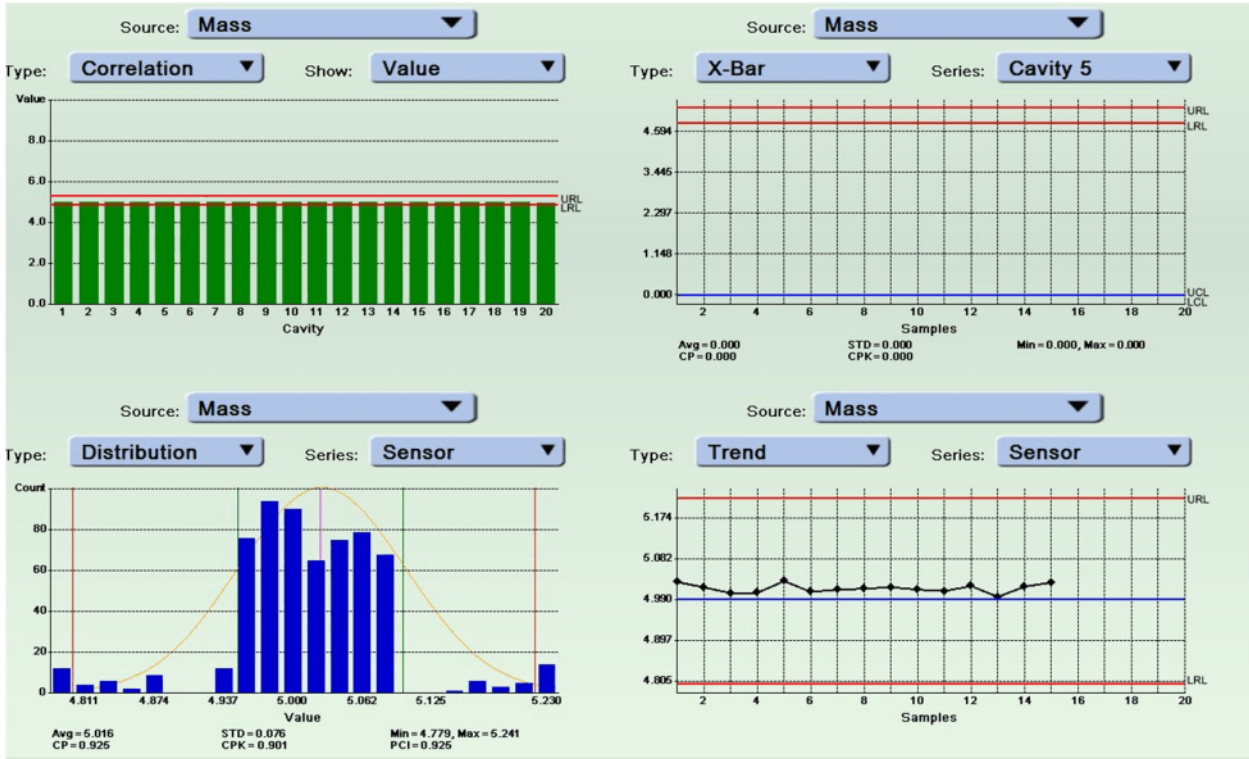 Source: Mass
Type: Correlation Show: Value
Value
8.0
6.0
4.0
2.0
0.0
URL
LRL
1 2 3 4 5 6 7 8 9 10 11 12 13 14 15 16 17 18 19 20
Cavity
Source: Mass
Type: X-Bar Series: Cavity 5
4.594
3.445
2.297
1.148
0.000
URL
LRL
UCL
LCL
2 4 6 8 10 12 14 16 18 20
Samples
Avg=0.000 STD=0.000 Min=0.000, Max=0.000
CP=0.000 CPK=0.000
Source: Mass
Type: Distribution Series: Sensor
Count
80
60
40
20
0
4.811 4.874 4.937 5.000 5.062 5.125 5.230
Value
Avg=5.016 STD=0.076 Min=4.779, Max=5.241
CP=0.925 CPK=0.901 PCI=0.925
Source: Mass
Type: Trend Series: Sensor
5.174
5.082
4.990
4.897
4.805
URL
LRL
2 4 6 8 10 12 14 16 18 20
Samples